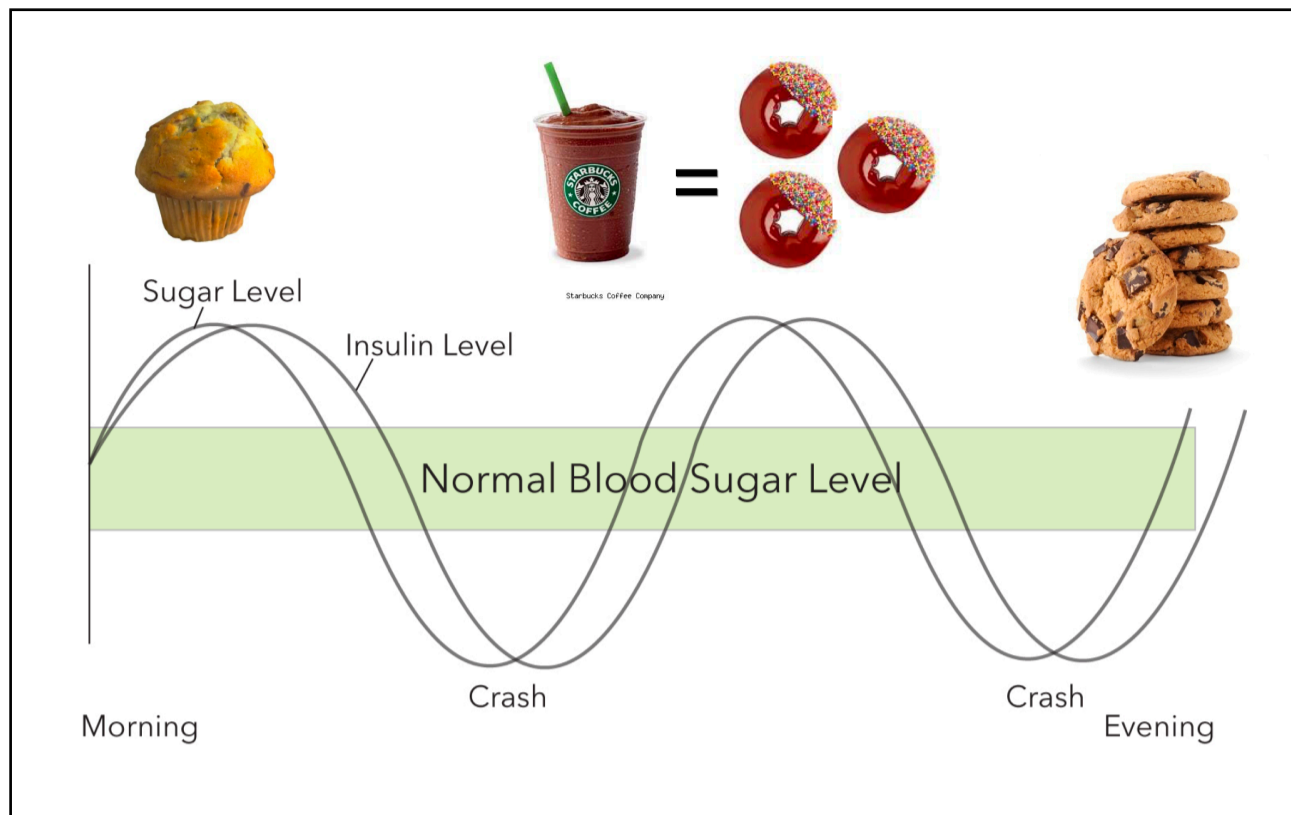 STARBUCKS
COFFEE
=
Starbucks Coffee Company
Sugar Level
Insulin Level
Normal Blood Sugar Level
Crash
Crash
Morning
Evening